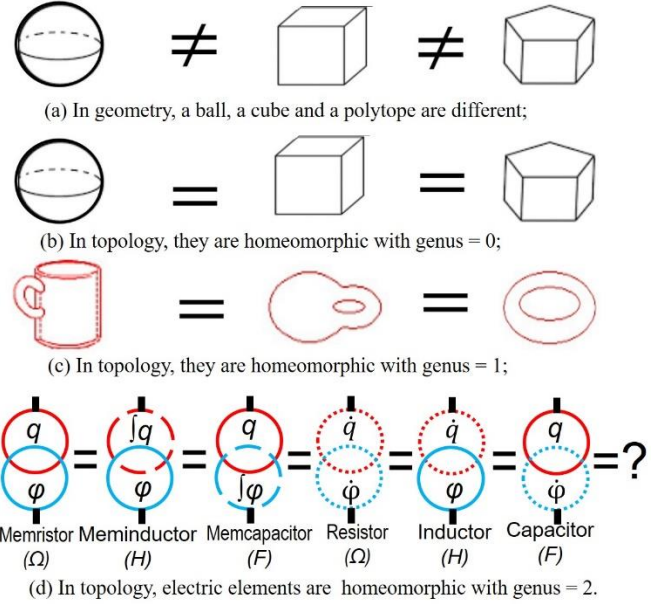 ≠ ≠
(a) In geometry, a ball, a cube and a polytope are different;
= =
(b) In topology, they are homeomorphic with genus = 0;
= =
(c) In topology, they are homeomorphic with genus = 1;
q = ∫q = q = q̇ = q̇ = q = ?
φ φ ∫φ φ̇ φ φ̇
Memristor Meminductor Memcapacitor Resistor Inductor Capacitor
(Ω) (H) (F) (Ω) (H) (F)
(d) In topology, electric elements are homeomorphic with genus = 2.